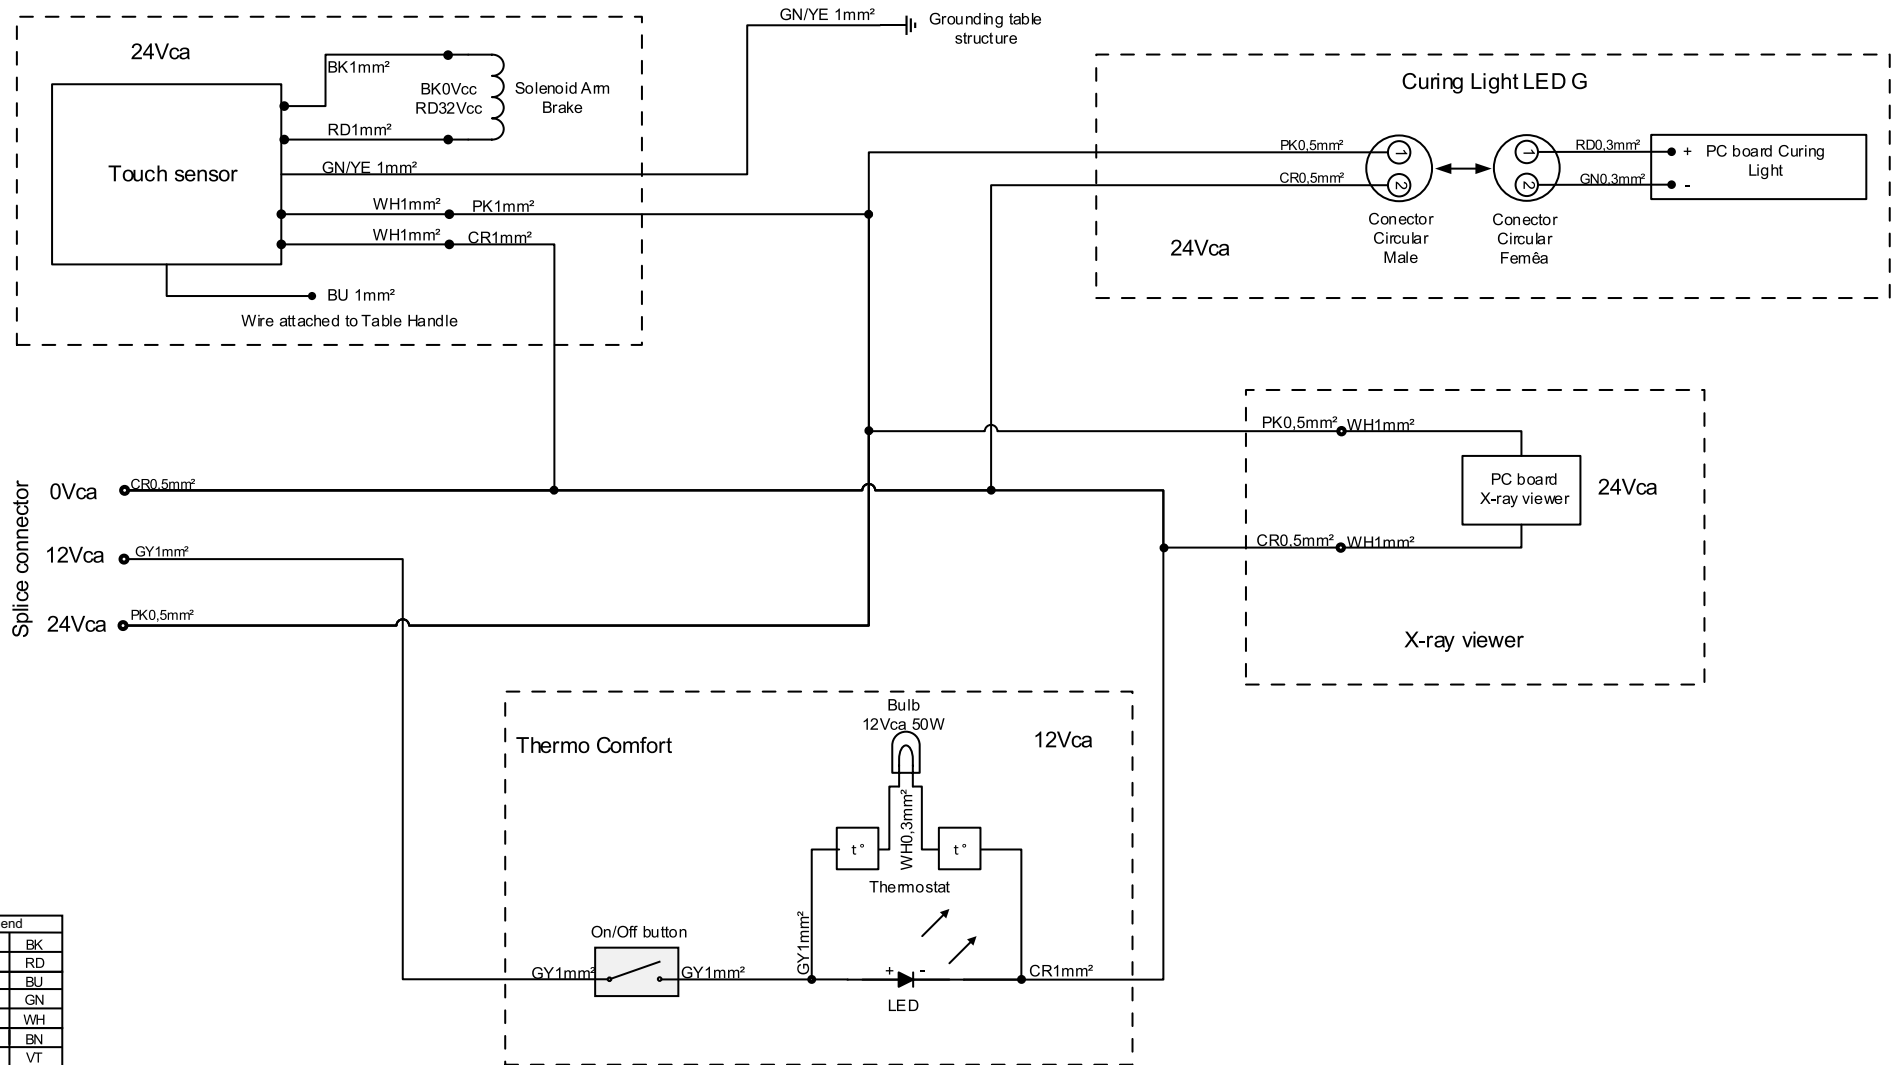 GN/YE 1mm²
Grounding table
structure
24Vca
BK1mm²
BK0Vcc
RD32Vcc
Solenoid Arm
Brake
RD1mm²
Touch sensor
GN/YE 1mm²
WH1mm²
PK1mm²
WH1mm²
CR1mm²
BU 1mm²
Wire attached to Table Handle
Curing Light LED G
PK0,5mm²
CR0,5mm²
1
2
1
2
RD0,3mm²
GN0,3mm²
+
-
PC board Curing
Light
Conector
Circular
Male
Conector
Circular
Femêa
24Vca
PK0,5mm²
WH1mm²
PC board
X-ray viewer
24Vca
CR0,5mm²
WH1mm²
X-ray viewer
Splice connector
0Vca
CR0,5mm²
12Vca
GY1mm²
24Vca
PK0,5mm²
Thermo Comfort
Bulb
12Vca 50W
12Vca
WH0,3mm²
t°
t°
Thermostat
On/Off button
GY1mm²
GY1mm²
GY1mm²
+
-
LED
CR1mm²
end
BK
RD
BU
GN
WH
BN
VT